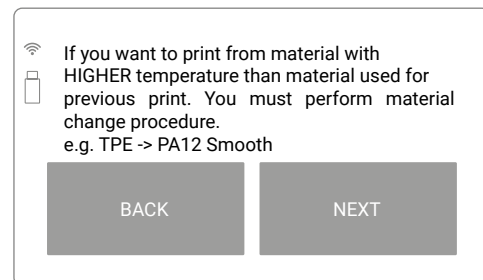 If you want to print from material with
HIGHER temperature than material used for
previous print. You must perform material
change procedure.
e.g. TPE -> PA12 Smooth
BACK
NEXT